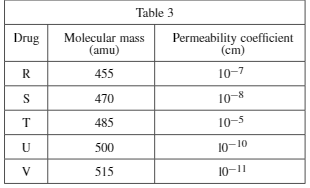 Table 3
Drug Molecular mass (amu) Permeability coefficient (cm)
R 455 10⁻⁷
S 470 10⁻⁸
T 485 10⁻⁵
U 500 10⁻¹⁰
V 515 10⁻¹¹